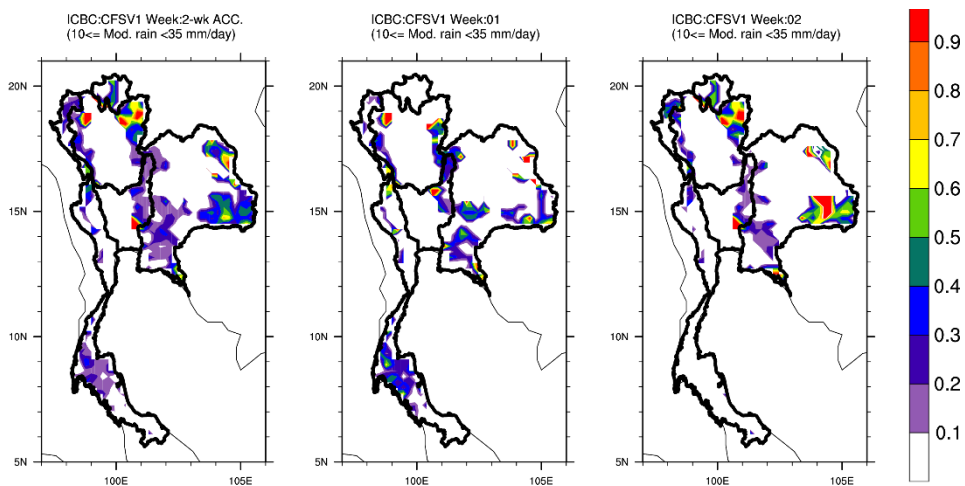 ICBC:CFSV1 Week:2-wk ACC.
(10<= Mod. rain <35 mm/day)
20N
15N
10N
5N
100E
105E
ICBC:CFSV1 Week:01
(10<= Mod. rain <35 mm/day)
20N
15N
10N
5N
100E
105E
ICBC:CFSV1 Week:02
(10<= Mod. rain <35 mm/day)
20N
15N
10N
5N
100E
105E
0.9
0.8
0.7
0.6
0.5
0.4
0.3
0.2
0.1